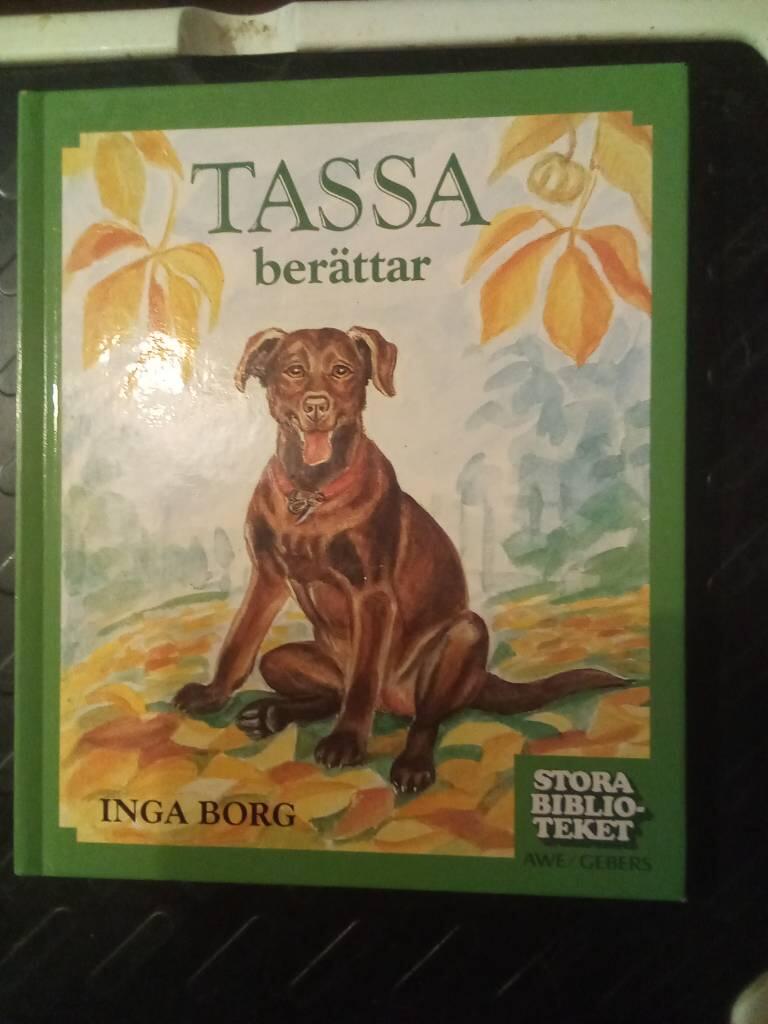 TASSA
berättar
INGA BORG
STORA
BIBLIO-
TEKET
AWE/GEBERS